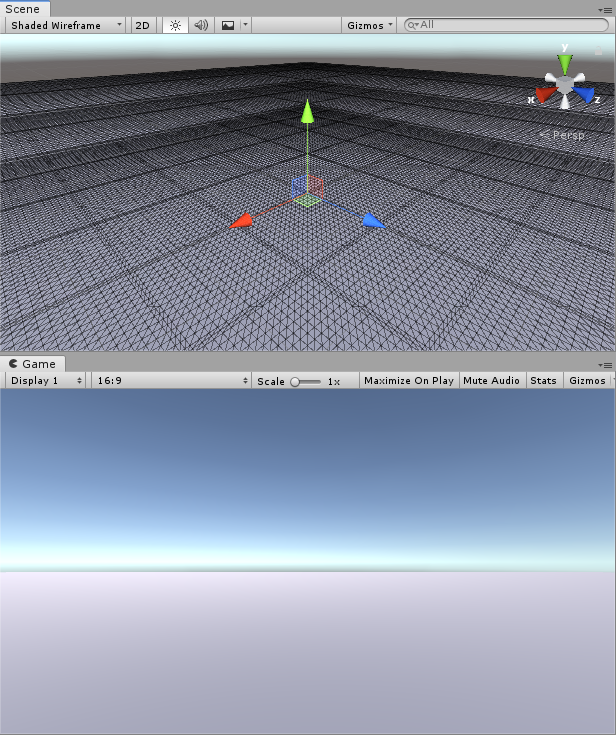 Scene
Shaded Wireframe 2D Gizmos All
y
x z
Persp
Game
Display 1 16:9 Scale 1x Maximize On Play Mute Audio Stats Gizmos